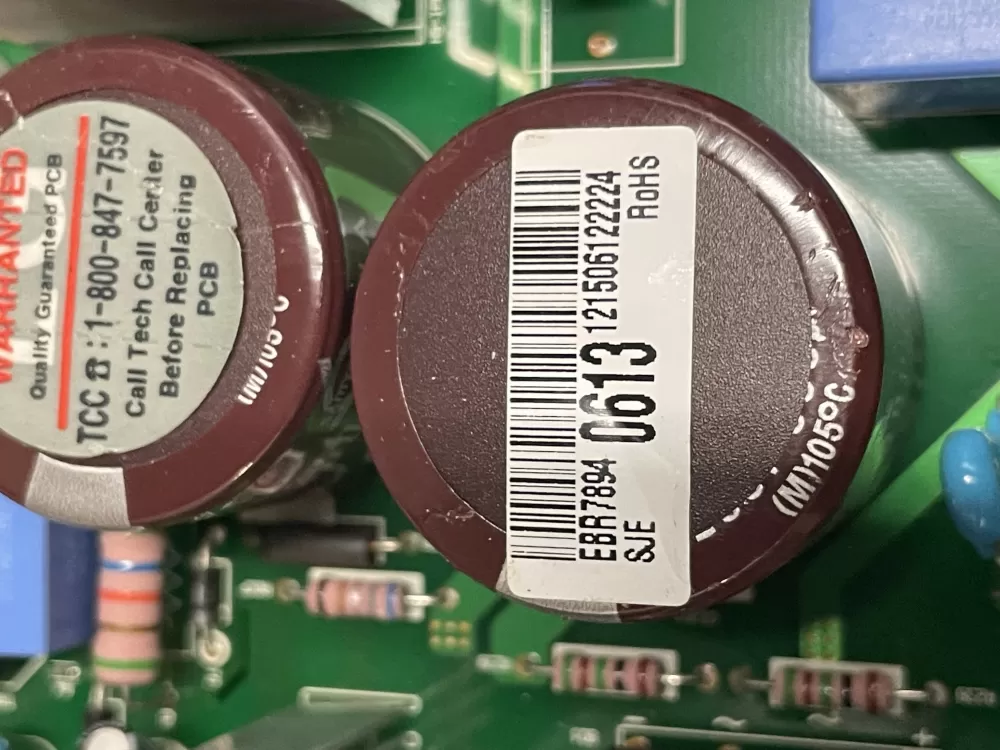 WARRANTED
Quality Guaranteed PCB
TCC ☎ : 1-800-847-7597
Call Tech Call Center
Before Replacing
PCB
(M)105°C
RoHS
121506122224
EBR7894 0613
SJE
(M)105°C